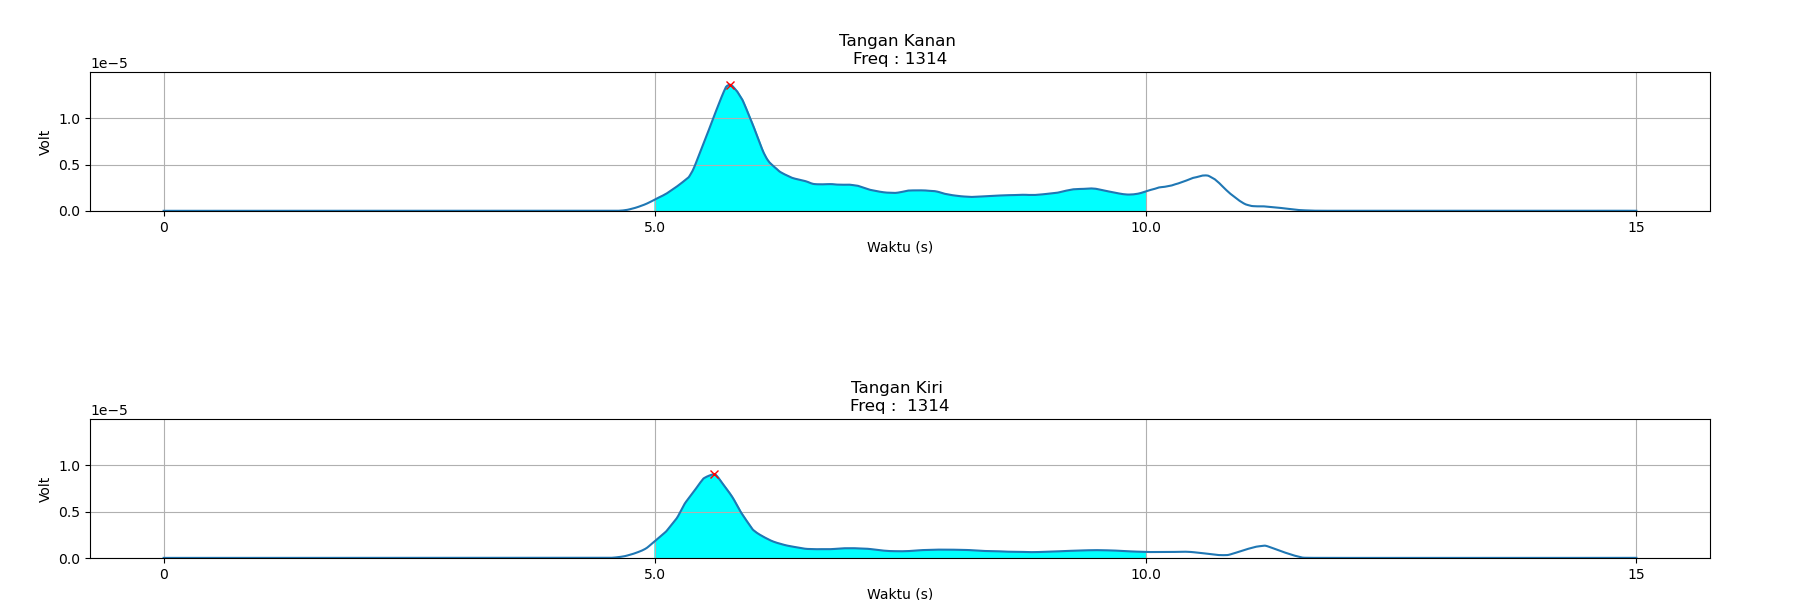 Tangan Kanan
Freq : 1314
1e−5
Volt
1.0
0.5
0.0
0 5.0 10.0 15
Waktu (s)
Tangan Kiri
Freq :  1314
1e−5
Volt
1.0
0.5
0.0
0 5.0 10.0 15
Waktu (s)